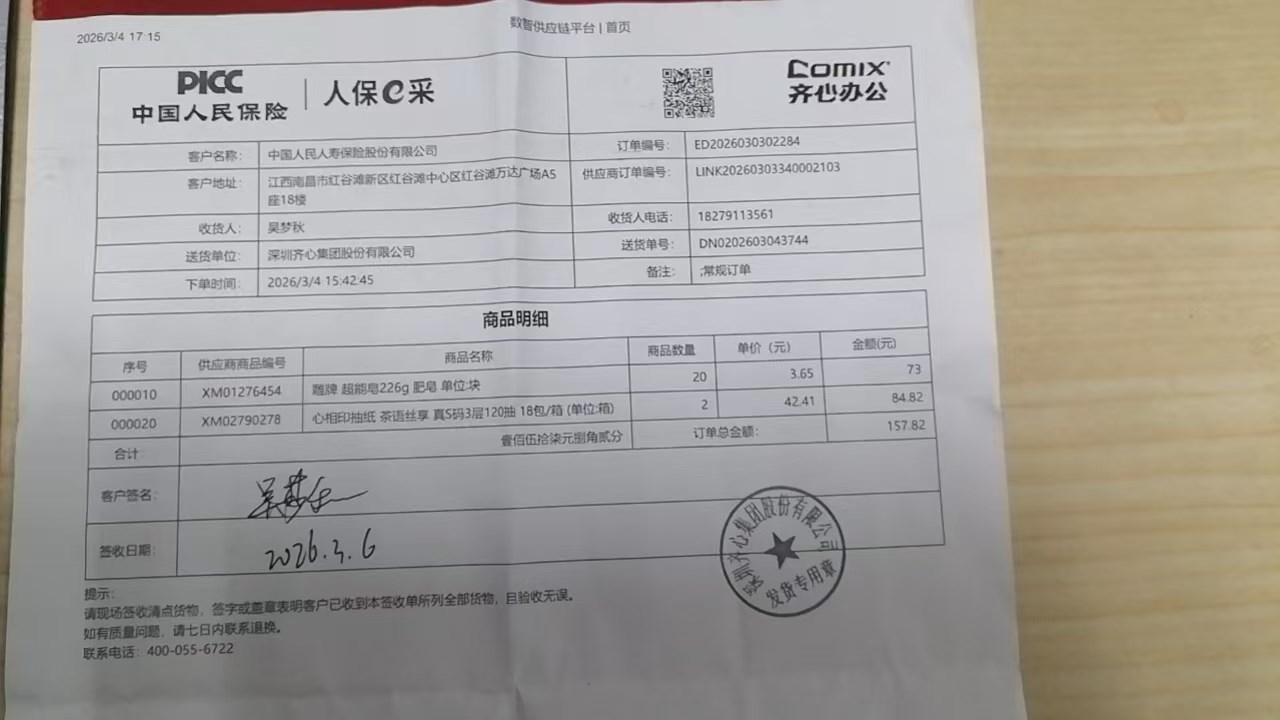 2026/3/4 17:15
数智供应链平台 | 首页
PICC
中国人民保险
人保e采
COMIX
齐心办公
客户名称： 中国人民人寿保险股份有限公司
订单编号： ED2026030302284
客户地址： 江西南昌市红谷滩新区红谷滩中心区红谷滩万达广场A5
座18楼
供应商订单编号： LINK20260303340002103
收货人： 吴梦秋
收货人电话： 18279113561
送货单位： 深圳齐心集团股份有限公司
送货单号： DN0202603043744
下单时间： 2026/3/4 15:42:45
备注： ;常规订单
商品明细
序号 供应商商品编号 商品名称 商品数量 单价（元） 金额(元)
000010 XM01276454 雕牌 超能皂226g 肥皂 单位:块 20 3.65 73
000020 XM02790278 心相印抽纸 茶语丝享 真S码3层120抽 18包/箱 (单位:箱) 2 42.41 84.82
合计： 壹佰伍拾柒元捌角贰分 订单总金额： 157.82
客户签名： 吴梦秋
签收日期： 2026.3.6
深圳齐心集团股份有限公司
发货专用章
提示：
请现场签收清点货物，签字或盖章表明客户已收到本签收单所列全部货物，且验收无误。
如有质量问题，请七日内联系退换。
联系电话：400-055-6722